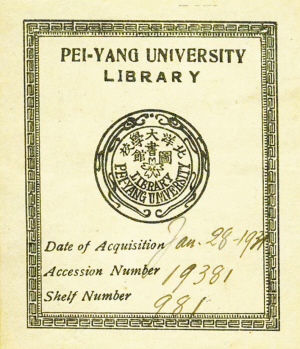 PEI-YANG UNIVERSITY
LIBRARY
北洋大學校
圖書館
LIBRARY
PEI-YANG UNIVERSITY
Date of Acquisition Jan. 28-
Accession Number 19381
Shelf Number